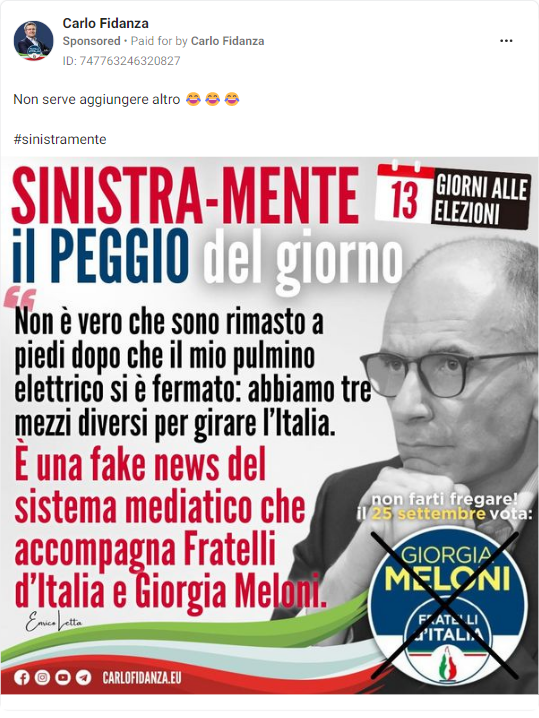 Carlo Fidanza
Sponsored • Paid for by Carlo Fidanza
ID: 747763246320827
Non serve aggiungere altro 😂 😂 😂
#sinistramente
SINISTRA-MENTE
il PEGGIO del giorno
13
GIORNI ALLE
ELEZIONI
“
Non è vero che sono rimasto a
piedi dopo che il mio pulmino
elettrico si è fermato: abbiamo tre
mezzi diversi per girare l'Italia.
È una fake news del
sistema mediatico che
accompagna Fratelli
d'Italia e Giorgia Meloni.
Enrico Letta
non farti fregare!
il 25 settembre vota:
GIORGIA
MELONI
FRATELLI
D'ITALIA
CARLOFIDANZA.EU